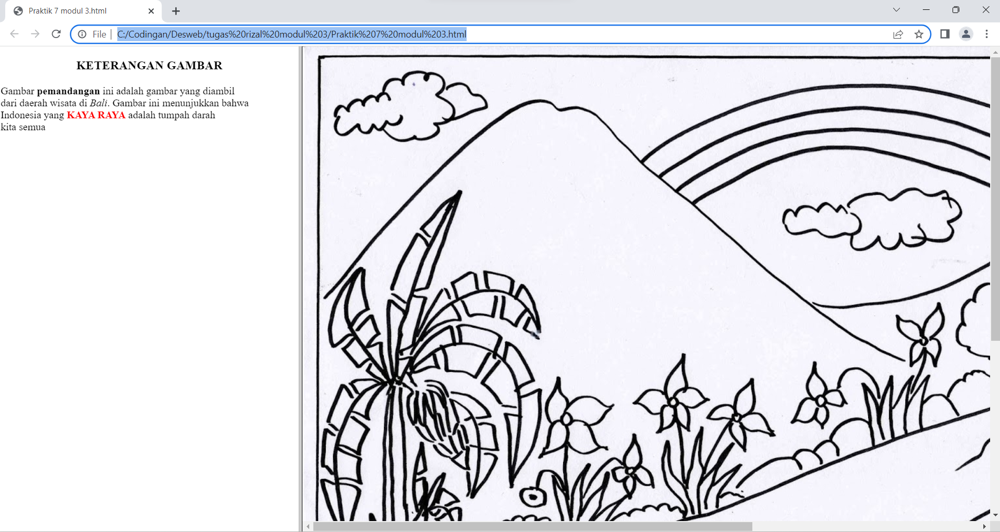 Praktik 7 modul 3.html
File
C:/Codingan/Desweb/tugas%20rizal%20modul%203/Praktik%207%20modul%203.html
KETERANGAN GAMBAR
Gambar pemandangan ini adalah gambar yang diambil
dari daerah wisata di Bali. Gambar ini menunjukkan bahwa
Indonesia yang KAYA RAYA adalah tumpah darah
kita semua